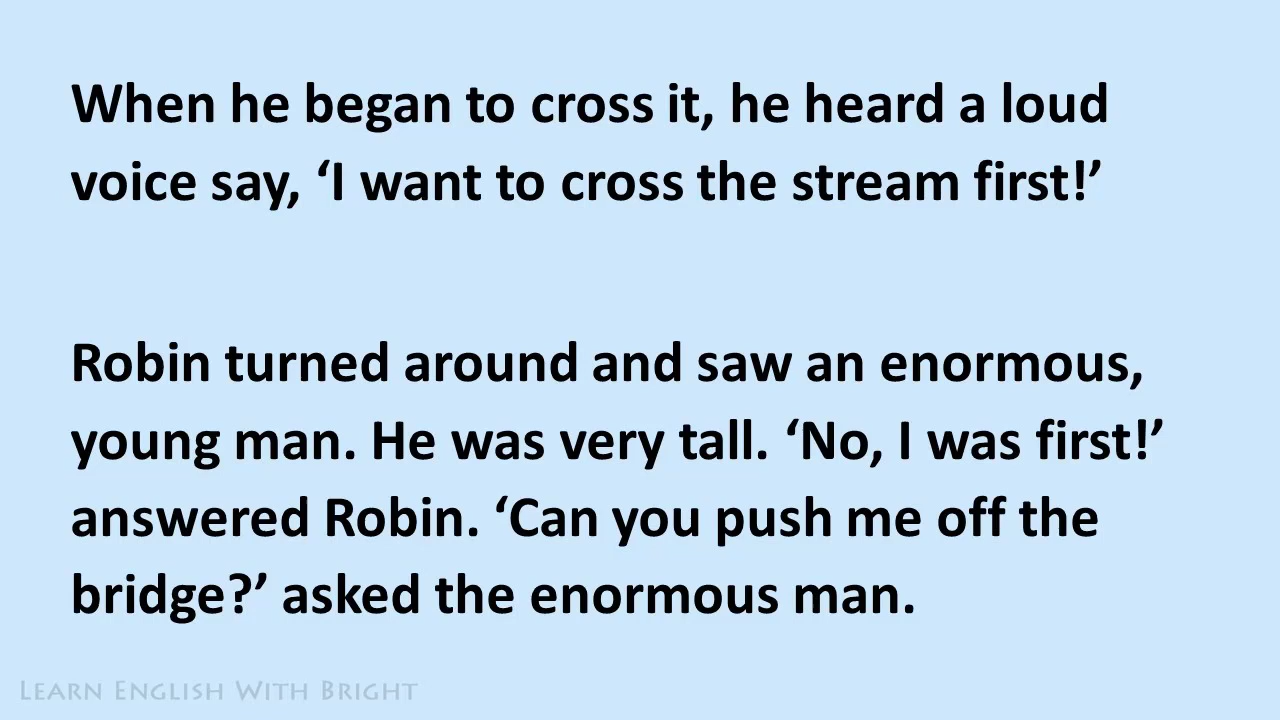 When he began to cross it, he heard a loud
voice say, ‘I want to cross the stream first!’
Robin turned around and saw an enormous,
young man. He was very tall. ‘No, I was first!’
answered Robin. ‘Can you push me off the
bridge?’ asked the enormous man.
Learn English With Bright